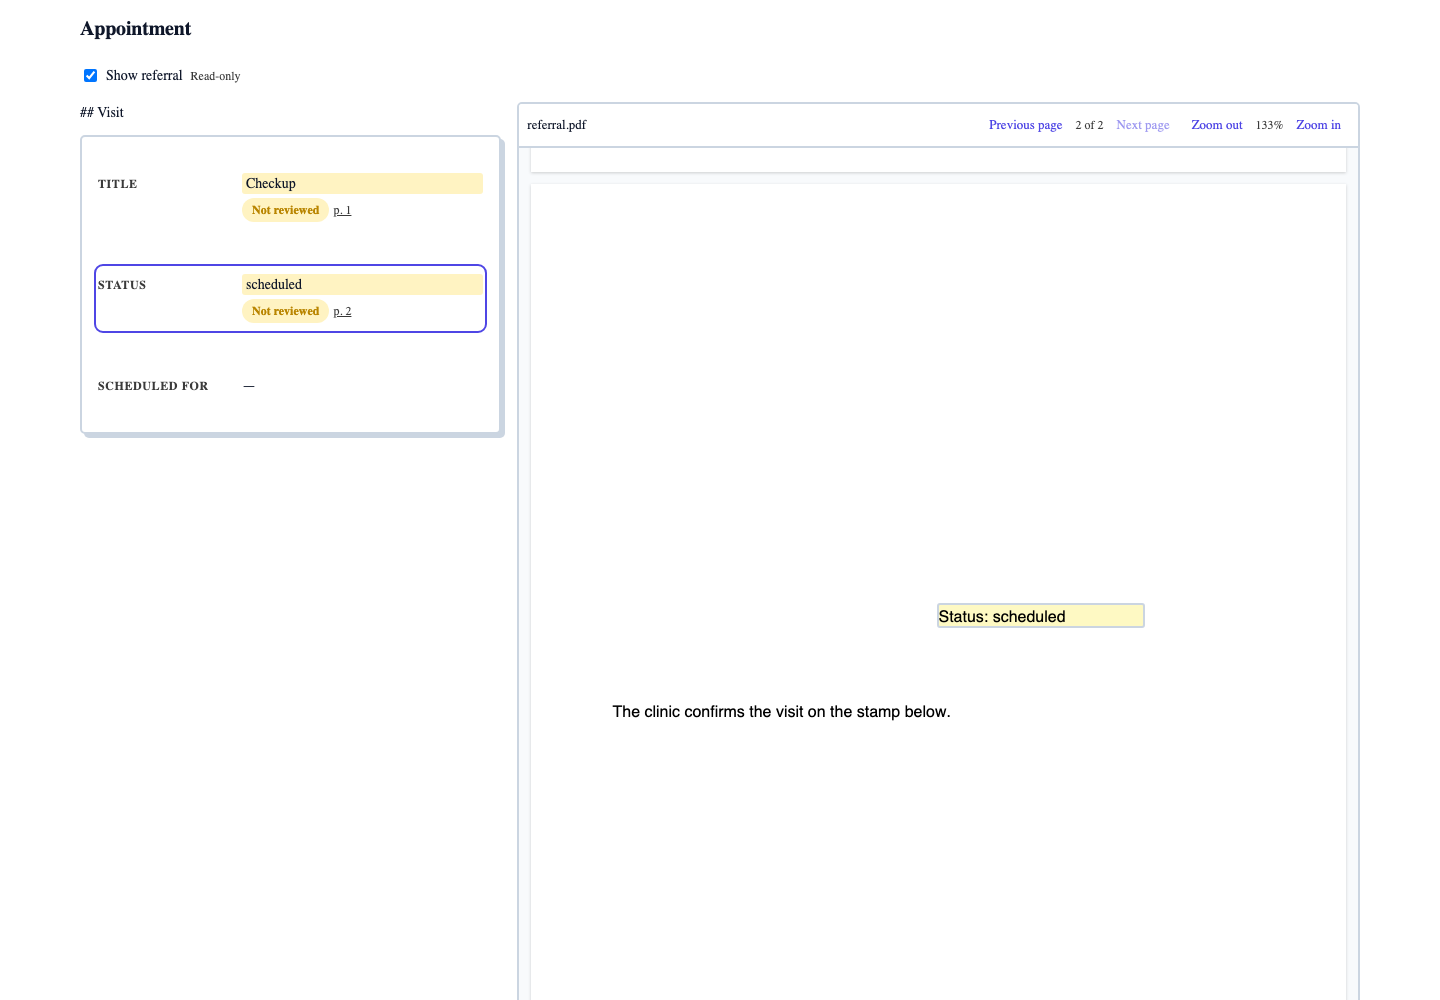 Appointment
Show referral Read-only
## Visit
TITLE
Checkup
Not reviewed p. 1
STATUS
scheduled
Not reviewed p. 2
SCHEDULED FOR —
referral.pdf Previous page 2 of 2 Next page Zoom out 133% Zoom in
Status: scheduled
The clinic confirms the visit on the stamp below.